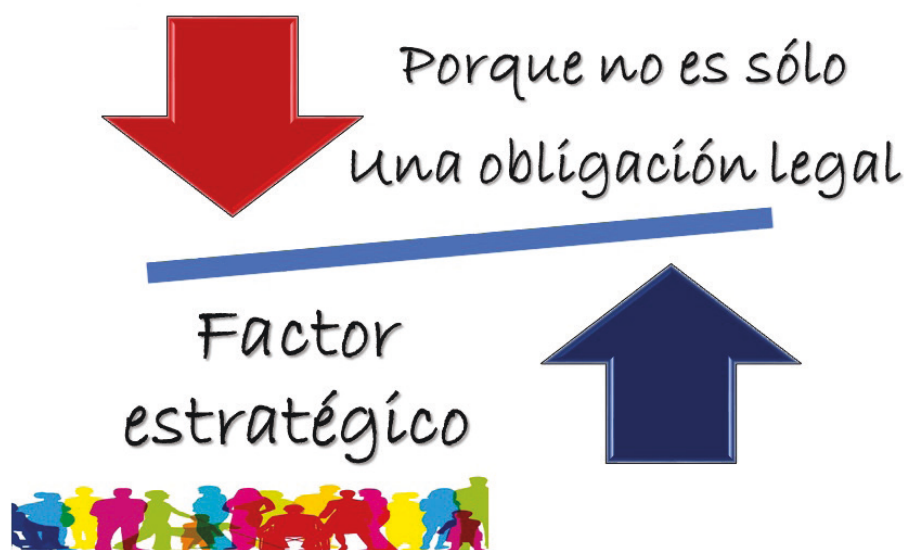 Porque no es sólo
Una obligación legal
Factor
estratégico